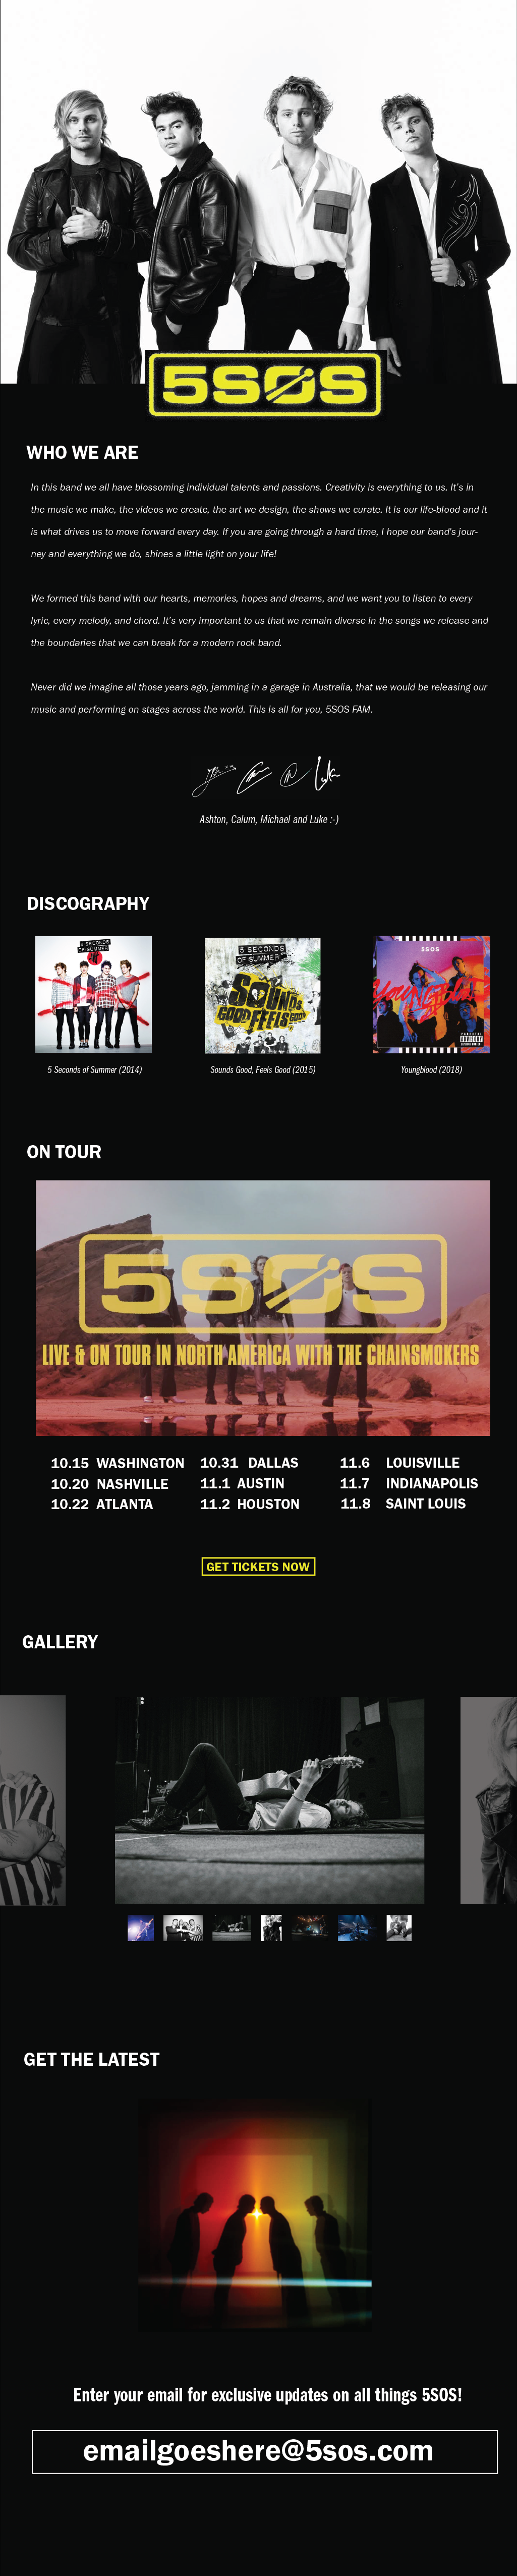 5SOS
WHO WE ARE
In this band we all have blossoming individual talents and passions. Creativity is everything to us. It's in
the music we make, the videos we create, the art we design, the shows we curate. It is our life-blood and it
is what drives us to move forward every day. If you are going through a hard time, I hope our band's jour-
ney and everything we do, shines a little light on your life!
We formed this band with our hearts, memories, hopes and dreams, and we want you to listen to every
lyric, every melody, and chord. It's very important to us that we remain diverse in the songs we release and
the boundaries that we can break for a modern rock band.
Never did we imagine all those years ago, jamming in a garage in Australia, that we would be releasing our
music and performing on stages across the world. This is all for you, 5SOS FAM.
Luke
Ashton, Calum, Michael and Luke :-)
DISCOGRAPHY
5 SECONDS
OF SUMMER
5 SECONDS
OF SUMMER
SOUNDS
GOOD FEELS GOOD
5SOS
Youngblood
PARENTAL
ADVISORY
EXPLICIT CONTENT
5 Seconds of Summer (2014)
Sounds Good, Feels Good (2015)
Youngblood (2018)
ON TOUR
5SØS
LIVE & ON TOUR IN NORTH AMERICA WITH THE CHAINSMOKERS
10.15 WASHINGTON
10.20 NASHVILLE
10.22 ATLANTA
10.31 DALLAS
11.1 AUSTIN
11.2 HOUSTON
11.6 LOUISVILLE
11.7 INDIANAPOLIS
11.8 SAINT LOUIS
GET TICKETS NOW
GALLERY
GET THE LATEST
Enter your email for exclusive updates on all things 5SOS!
emailgoeshere@5sos.com